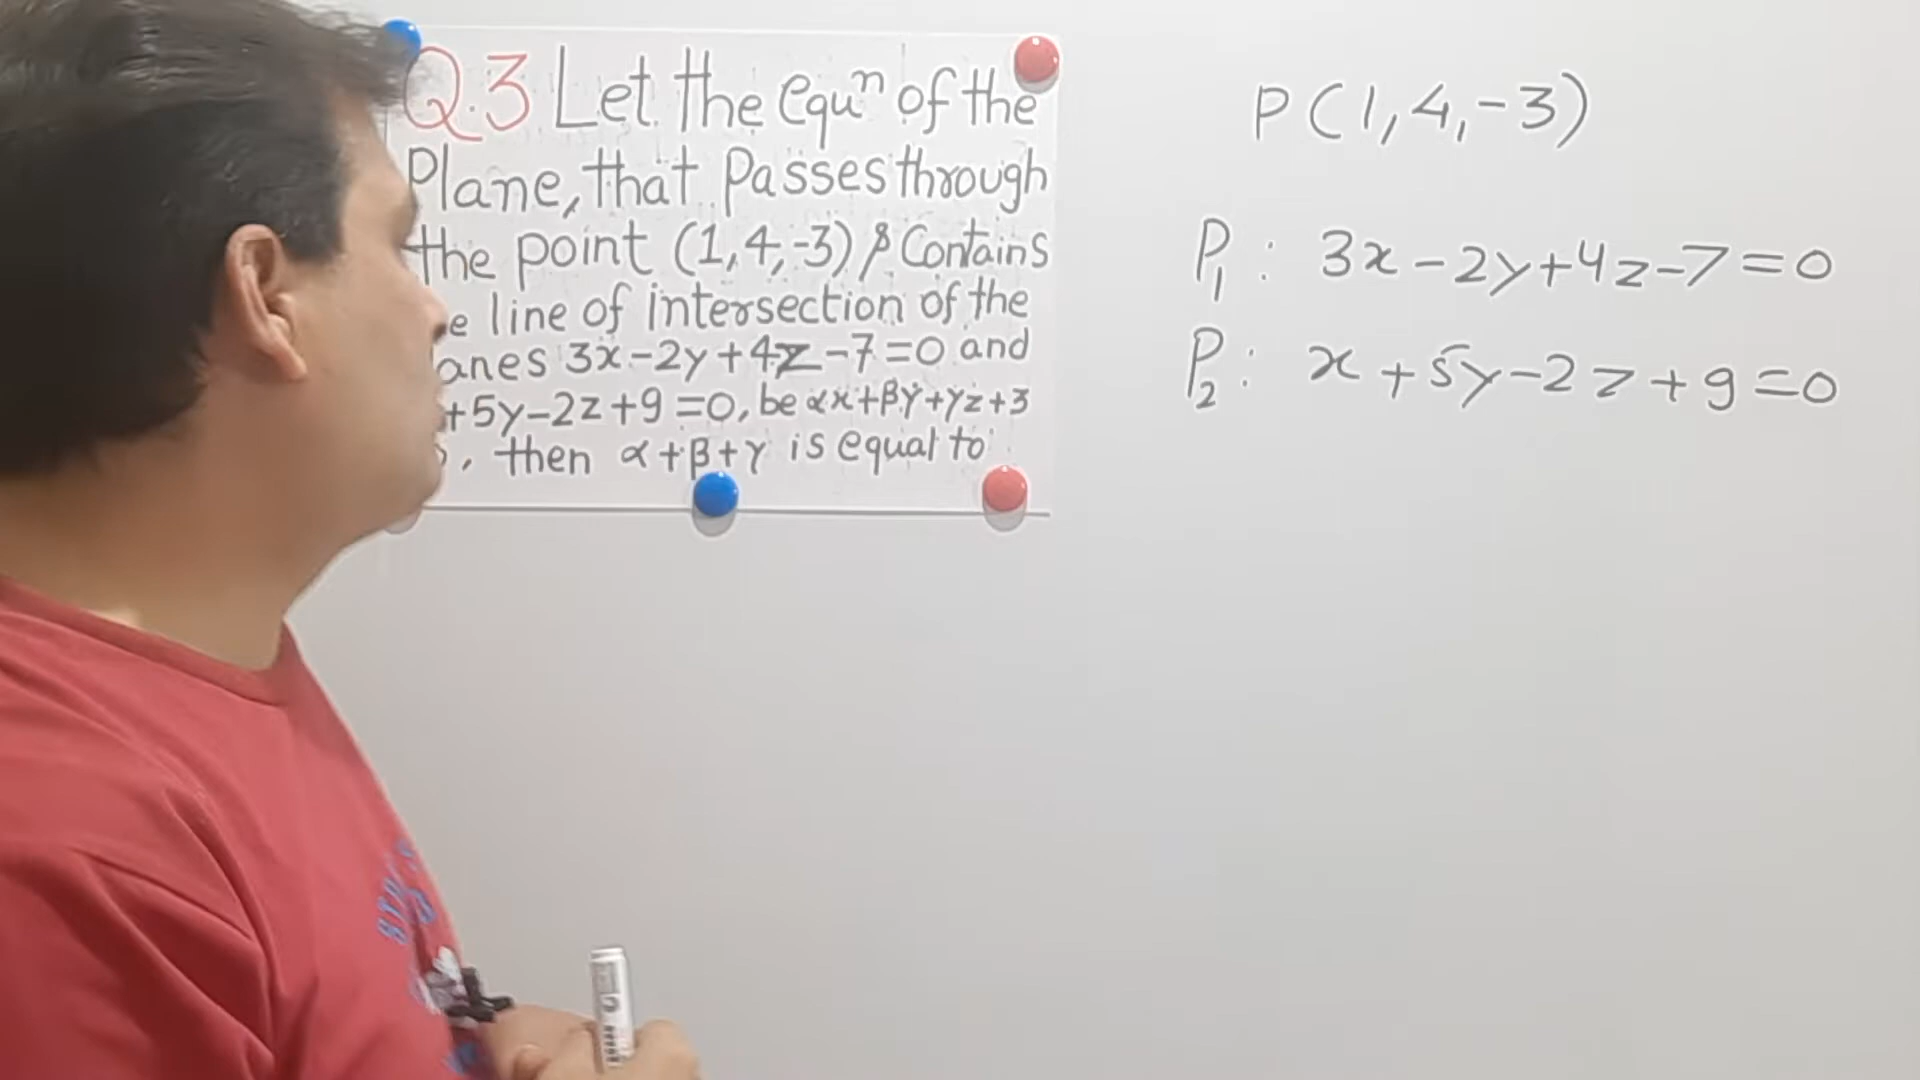 Q.3 Let the equⁿ of the
Plane, that passes through
the point (1,4,-3) & Contains
e line of intersection of the
anes 3x-2y+4z-7=0 and
+5y-2z+9=0, be αx+βy+γz+3
, then α+β+γ is equal to
P(1,4,-3)
P₁ : 3x-2y+4z-7=0
P₂ : x+5y-2z+9=0